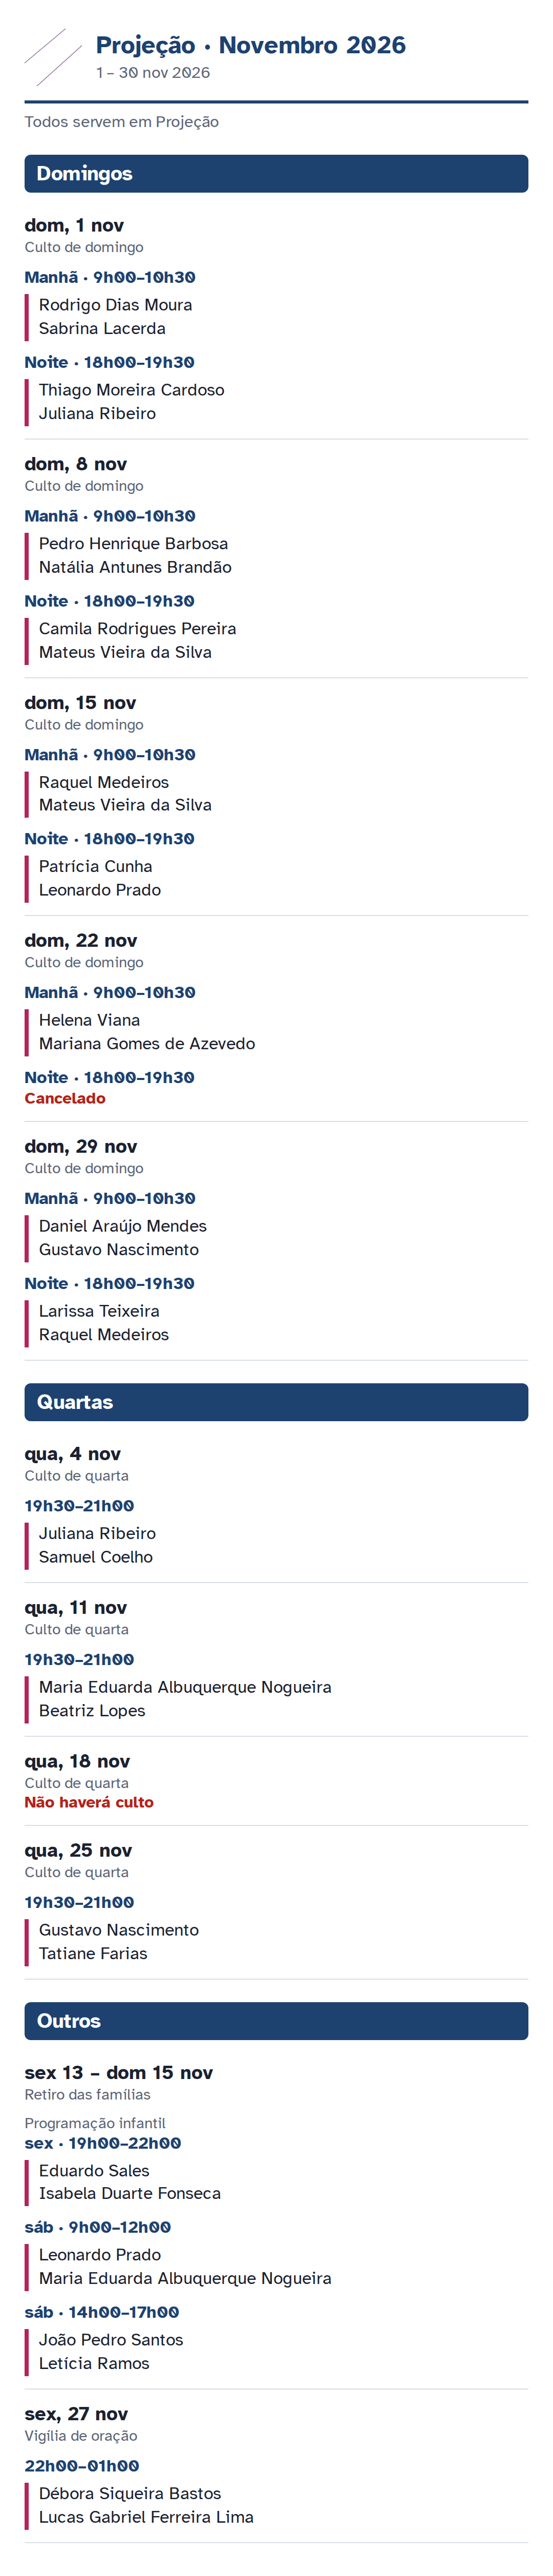 Projeção · Novembro 2026
1 – 30 nov 2026
Todos servem em Projeção
Domingos
dom, 1 nov
Culto de domingo
Manhã · 9h00–10h30
Rodrigo Dias Moura
Sabrina Lacerda
Noite · 18h00–19h30
Thiago Moreira Cardoso
Juliana Ribeiro
dom, 8 nov
Culto de domingo
Manhã · 9h00–10h30
Pedro Henrique Barbosa
Natália Antunes Brandão
Noite · 18h00–19h30
Camila Rodrigues Pereira
Mateus Vieira da Silva
dom, 15 nov
Culto de domingo
Manhã · 9h00–10h30
Raquel Medeiros
Mateus Vieira da Silva
Noite · 18h00–19h30
Patrícia Cunha
Leonardo Prado
dom, 22 nov
Culto de domingo
Manhã · 9h00–10h30
Helena Viana
Mariana Gomes de Azevedo
Noite · 18h00–19h30
Cancelado
dom, 29 nov
Culto de domingo
Manhã · 9h00–10h30
Daniel Araújo Mendes
Gustavo Nascimento
Noite · 18h00–19h30
Larissa Teixeira
Raquel Medeiros
Quartas
qua, 4 nov
Culto de quarta
19h30–21h00
Juliana Ribeiro
Samuel Coelho
qua, 11 nov
Culto de quarta
19h30–21h00
Maria Eduarda Albuquerque Nogueira
Beatriz Lopes
qua, 18 nov
Culto de quarta
Não haverá culto
qua, 25 nov
Culto de quarta
19h30–21h00
Gustavo Nascimento
Tatiane Farias
Outros
sex 13 – dom 15 nov
Retiro das famílias
Programação infantil
sex · 19h00–22h00
Eduardo Sales
Isabela Duarte Fonseca
sáb · 9h00–12h00
Leonardo Prado
Maria Eduarda Albuquerque Nogueira
sáb · 14h00–17h00
João Pedro Santos
Letícia Ramos
sex, 27 nov
Vigília de oração
22h00–01h00
Débora Siqueira Bastos
Lucas Gabriel Ferreira Lima